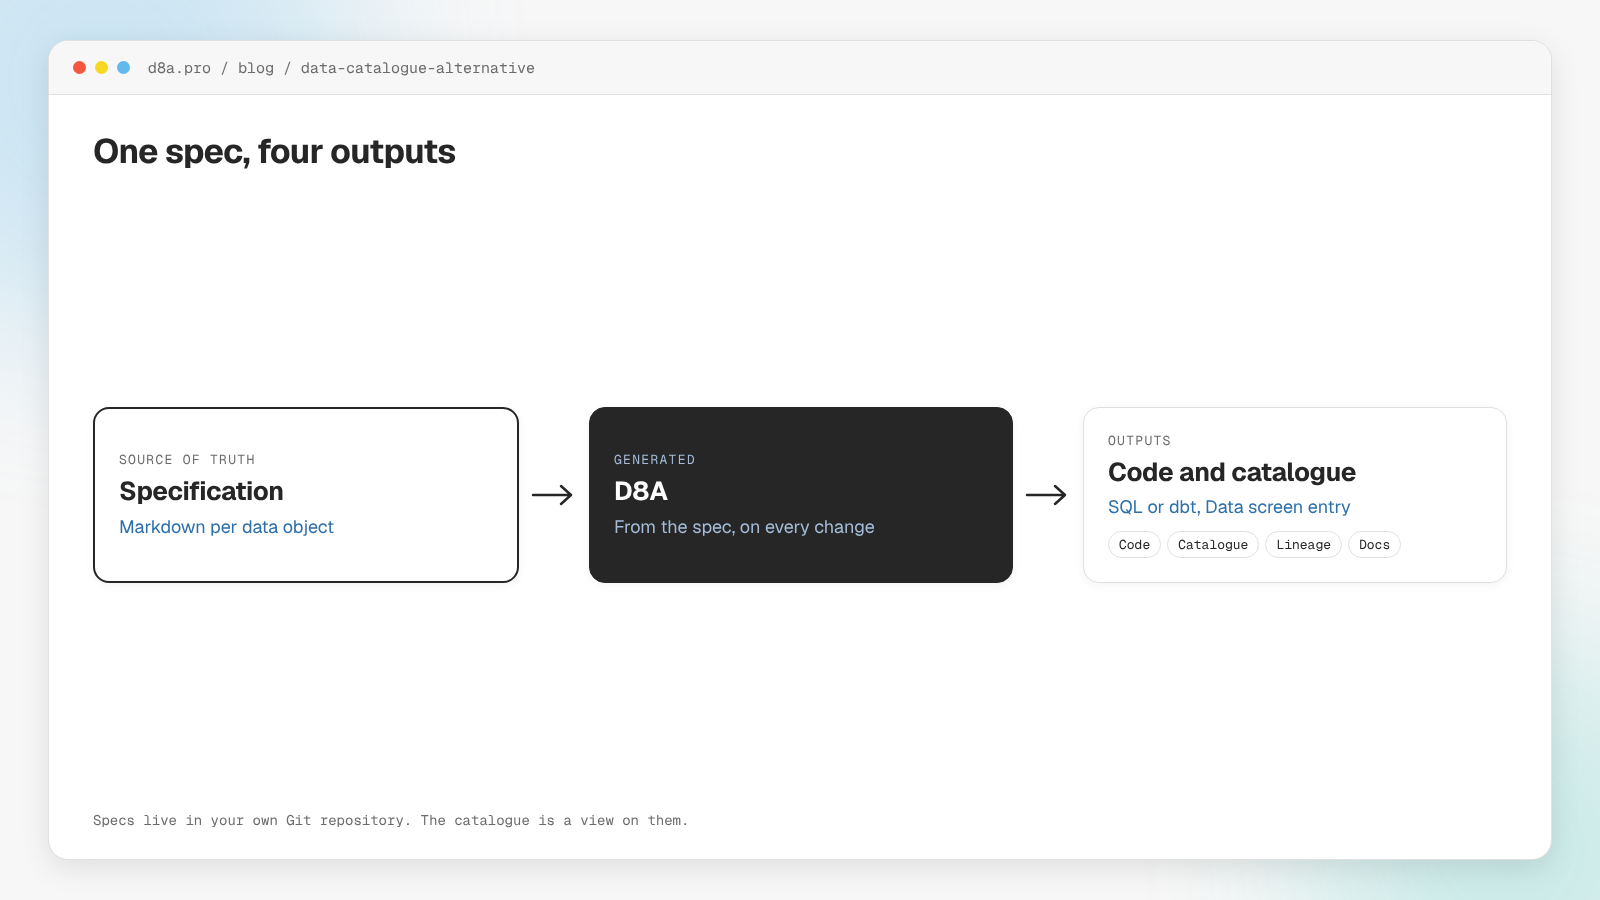 d8a.pro / blog / data-catalogue-alternative
One spec, four outputs
SOURCE OF TRUTH
Specification
Markdown per data object
GENERATED
D8A
From the spec, on every change
OUTPUTS
Code and catalogue
SQL or dbt, Data screen entry
Code Catalogue Lineage Docs
Specs live in your own Git repository. The catalogue is a view on them.